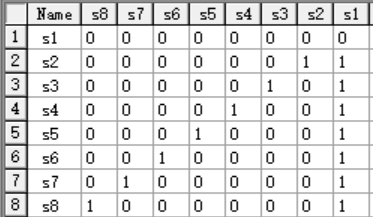 Name s8 s7 s6 s5 s4 s3 s2 s1
1 s1 0 0 0 0 0 0 0 0
2 s2 0 0 0 0 0 0 1 1
3 s3 0 0 0 0 0 1 0 1
4 s4 0 0 0 0 1 0 0 1
5 s5 0 0 0 1 0 0 0 1
6 s6 0 0 1 0 0 0 0 1
7 s7 0 1 0 0 0 0 0 1
8 s8 1 0 0 0 0 0 0 1